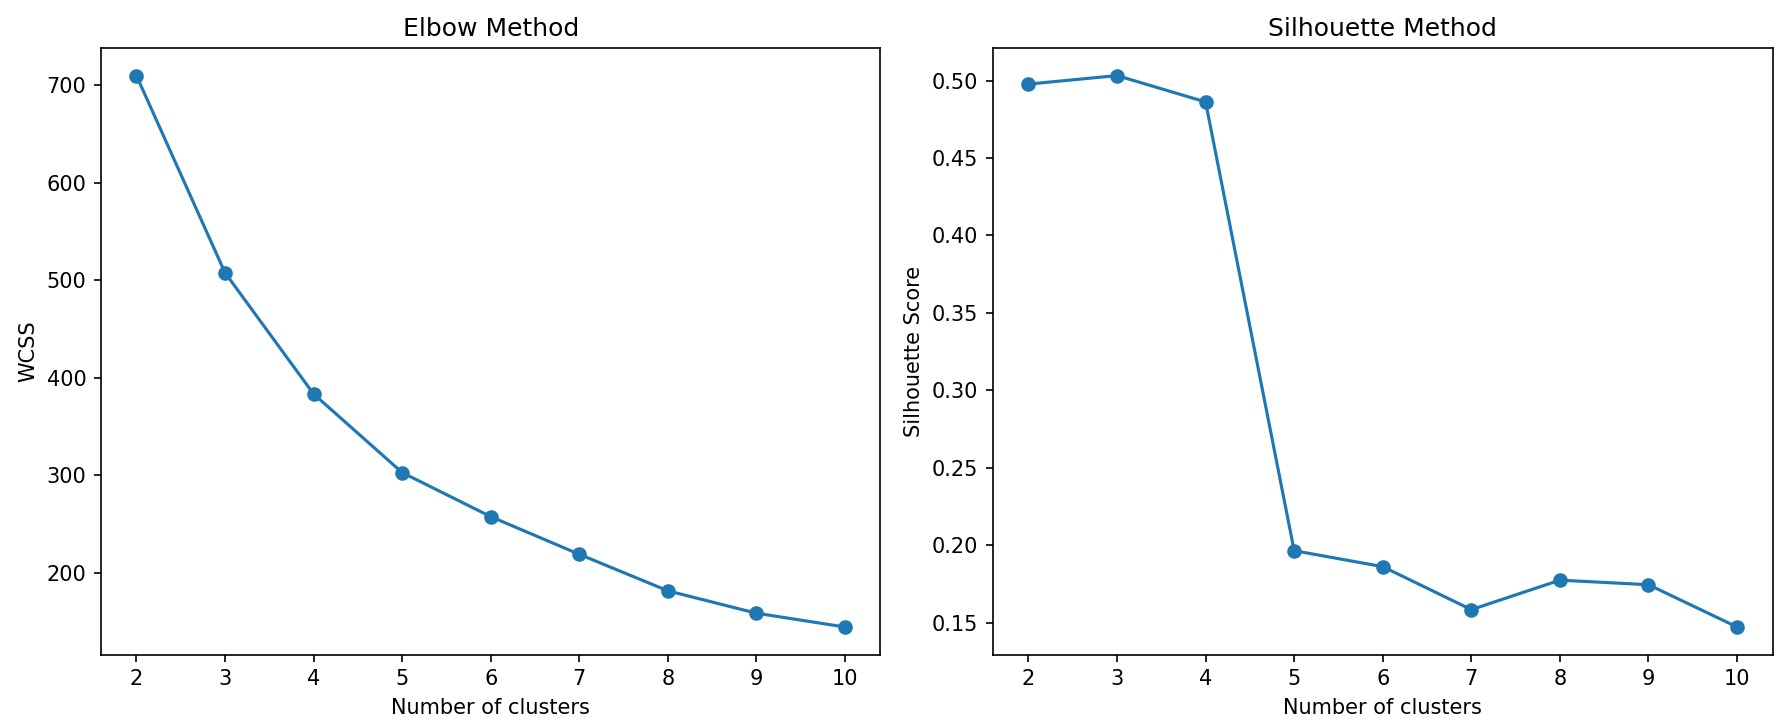 Elbow Method
700
600
500
400
300
200
WCSS
2 3 4 5 6 7 8 9 10
Number of clusters
Silhouette Method
0.50
0.45
0.40
0.35
0.30
0.25
0.20
0.15
Silhouette Score
2 3 4 5 6 7 8 9 10
Number of clusters